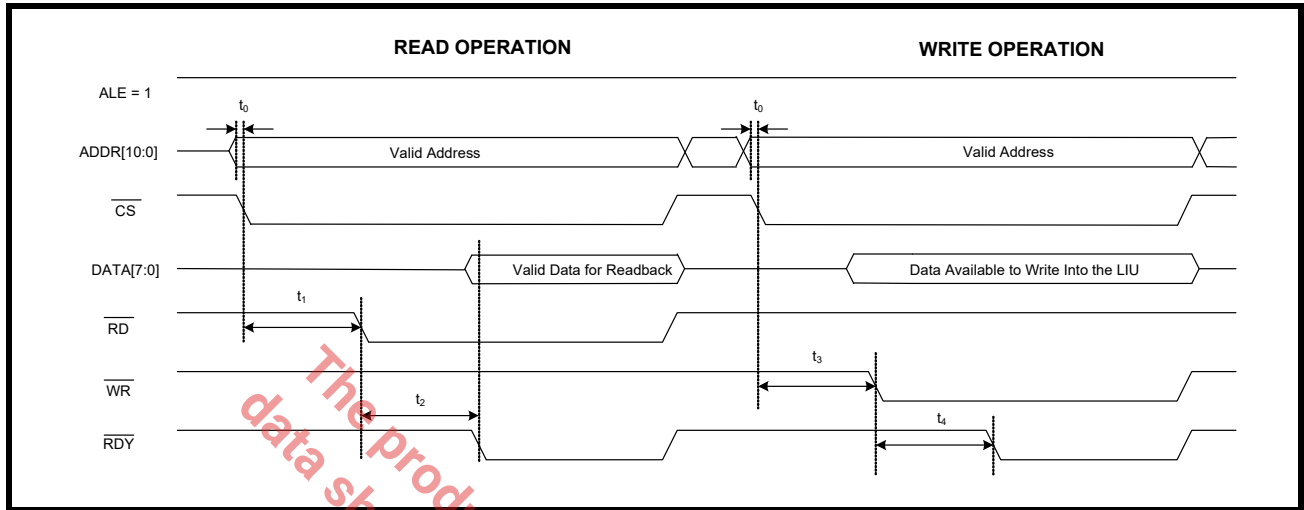 READ OPERATION WRITE OPERATION
ALE = 1
t0 t0
ADDR[10:0] Valid Address Valid Address
CS
DATA[7:0] Valid Data for Readback Data Available to Write Into the LIU
t1
RD
t3
WR
t2
t4
RDY
The prod
data sh